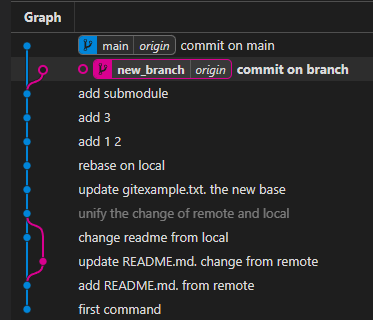 Graph
main origin commit on main
new_branch origin commit on branch
add submodule
add 3
add 1 2
rebase on local
update gitexample.txt. the new base
unify the change of remote and local
change readme from local
update README.md. change from remote
add README.md. from remote
first command